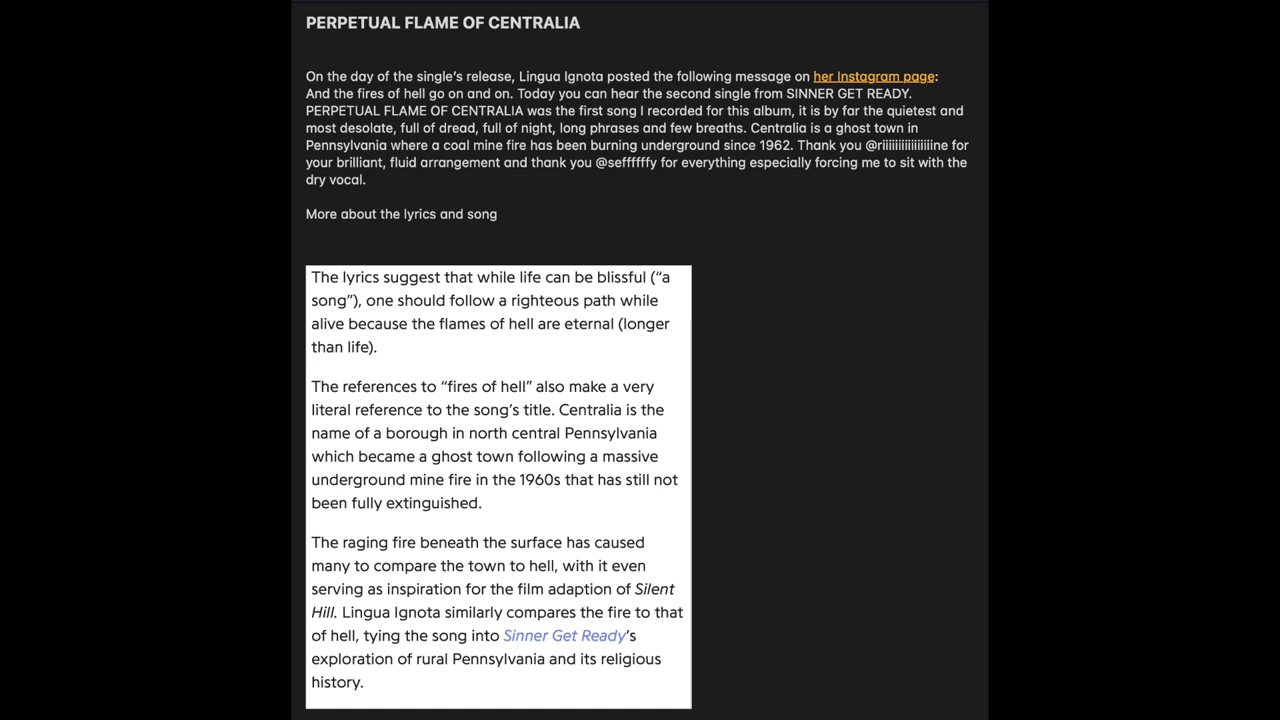 PERPETUAL FLAME OF CENTRALIA
On the day of the single's release, Lingua Ignota posted the following message on her Instagram page:
And the fires of hell go on and on. Today you can hear the second single from SINNER GET READY.
PERPETUAL FLAME OF CENTRALIA was the first song I recorded for this album, it is by far the quietest and
most desolate, full of dread, full of night, long phrases and few breaths. Centralia is a ghost town in
Pennsylvania where a coal mine fire has been burning underground since 1962. Thank you @riiiiiiiiiiiiiiiine for
your brilliant, fluid arrangement and thank you @seffffffy for everything especially forcing me to sit with the
dry vocal.
More about the lyrics and song
The lyrics suggest that while life can be blissful (“a
song”), one should follow a righteous path while
alive because the flames of hell are eternal (longer
than life).
The references to “fires of hell” also make a very
literal reference to the song’s title. Centralia is the
name of a borough in north central Pennsylvania
which became a ghost town following a massive
underground mine fire in the 1960s that has still not
been fully extinguished.
The raging fire beneath the surface has caused
many to compare the town to hell, with it even
serving as inspiration for the film adaption of Silent
Hill. Lingua Ignota similarly compares the fire to that
of hell, tying the song into Sinner Get Ready’s
exploration of rural Pennsylvania and its religious
history.